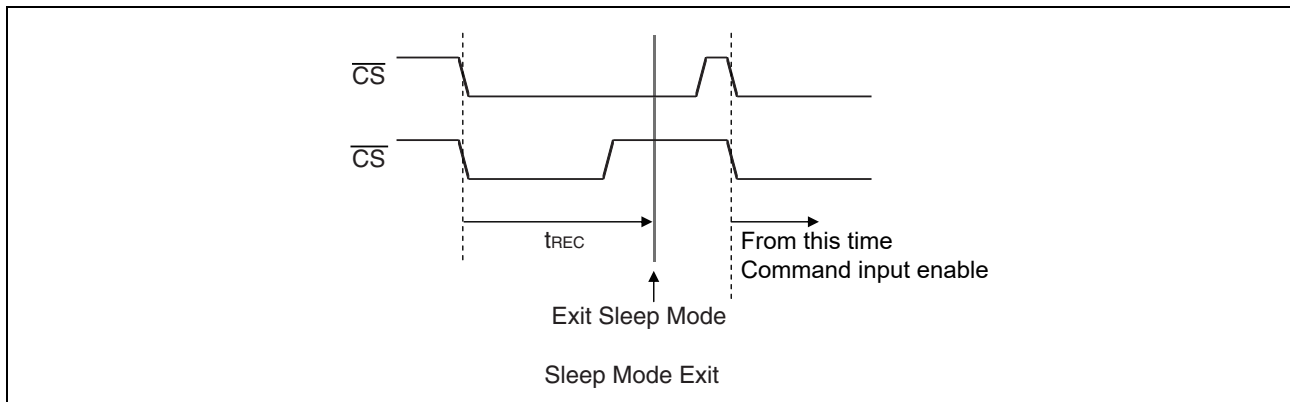 CS
CS
tREC
From this time
Command input enable
Exit Sleep Mode
Sleep Mode Exit